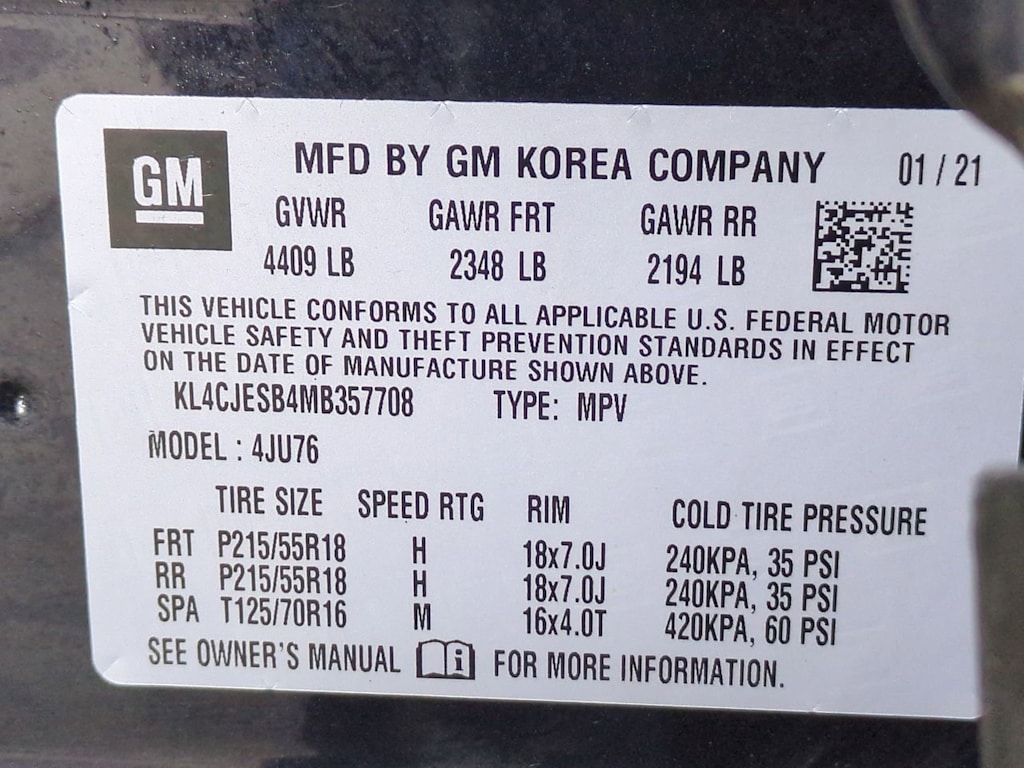 GM
MFD BY GM KOREA COMPANY 01 / 21
GVWR GAWR FRT GAWR RR
4409 LB 2348 LB 2194 LB
THIS VEHICLE CONFORMS TO ALL APPLICABLE U.S. FEDERAL MOTOR
VEHICLE SAFETY AND THEFT PREVENTION STANDARDS IN EFFECT
ON THE DATE OF MANUFACTURE SHOWN ABOVE.
KL4CJESB4MB357708 TYPE: MPV
MODEL : 4JU76
TIRE SIZE SPEED RTG RIM COLD TIRE PRESSURE
FRT P215/55R18 H 18x7.0J 240KPA, 35 PSI
RR P215/55R18 H 18x7.0J 240KPA, 35 PSI
SPA T125/70R16 M 16x4.0T 420KPA, 60 PSI
SEE OWNER'S MANUAL i FOR MORE INFORMATION.